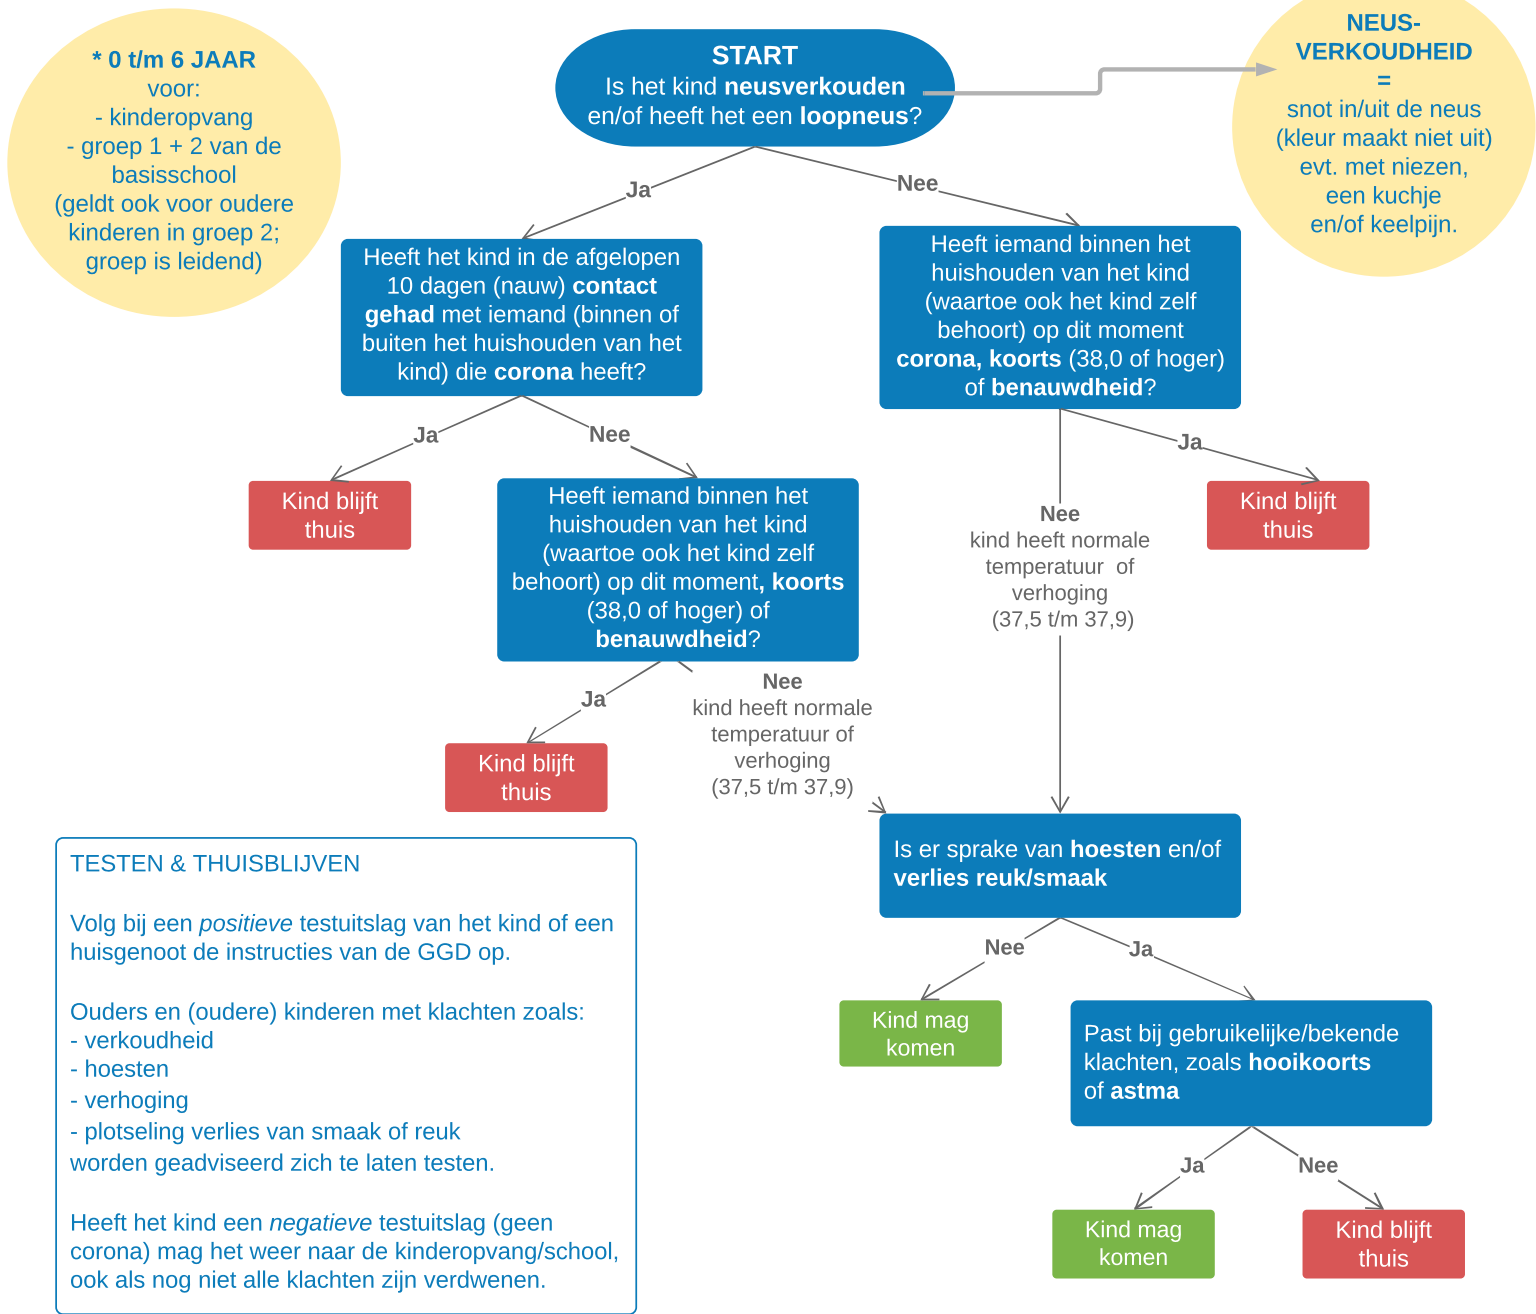 * 0 t/m 6 JAAR
voor:
- kinderopvang
- groep 1 + 2 van de
basisschool
(geldt ook voor oudere
kinderen in groep 2;
groep is leidend)
START
Is het kind neusverkouden
en/of heeft het een loopneus?
NEUS-
VERKOUDHEID
=
snot in/uit de neus
(kleur maakt niet uit)
evt. met niezen,
een kuchje
en/of keelpijn.
Ja
Nee
Heeft het kind in de afgelopen
10 dagen (nauw) contact
gehad met iemand (binnen of
buiten het huishouden van het
kind) die corona heeft?
Heeft iemand binnen het
huishouden van het kind
(waartoe ook het kind zelf
behoort) op dit moment
corona, koorts (38,0 of hoger)
of benauwdheid?
Ja
Nee
Ja
Kind blijft
thuis
Heeft iemand binnen het
huishouden van het kind
(waartoe ook het kind zelf
behoort) op dit moment, koorts
(38,0 of hoger) of
benauwdheid?
Nee
kind heeft normale
temperatuur  of
verhoging
(37,5 t/m 37,9)
Kind blijft
thuis
Ja
Nee
kind heeft normale
temperatuur of
verhoging
(37,5 t/m 37,9)
Kind blijft
thuis
Is er sprake van hoesten en/of
verlies reuk/smaak
Nee
Ja
Kind mag
komen
Past bij gebruikelijke/bekende
klachten, zoals hooikoorts
of astma
Ja
Nee
Kind mag
komen
Kind blijft
thuis
TESTEN & THUISBLIJVEN
Volg bij een positieve testuitslag van het kind of een
huisgenoot de instructies van de GGD op.
Ouders en (oudere) kinderen met klachten zoals:
- verkoudheid
- hoesten
- verhoging
- plotseling verlies van smaak of reuk
worden geadviseerd zich te laten testen.
Heeft het kind een negatieve testuitslag (geen
corona) mag het weer naar de kinderopvang/school,
ook als nog niet alle klachten zijn verdwenen.